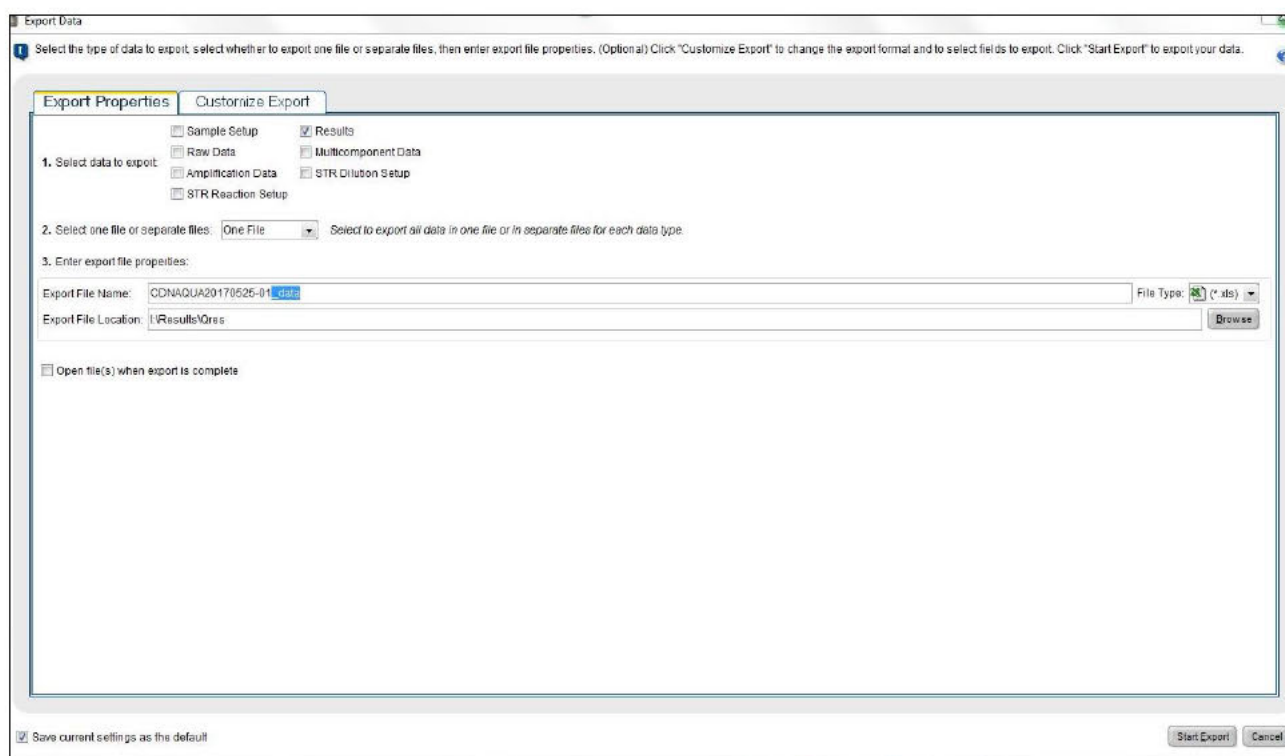 Export Data
Select the type of data to export, select whether to export one file or separate files, then enter export file properties. (Optional) Click "Customize Export" to change the export format and to select fields to export. Click "Start Export" to export your data.
Export Properties Customize Export
1. Select data to export:
Sample Setup Results
Raw Data Multicomponent Data
Amplification Data STR Dilution Setup
STR Reaction Setup
2. Select one file or separate files: One File Select to export all data in one file or in separate files for each data type.
3. Enter export file properties:
Export File Name: CDNAQUA20170525-01_data File Type: (*.xls)
Export File Location: I:\Results\Qres Browse
Open file(s) when export is complete
Save current settings as the default Start Export Cancel